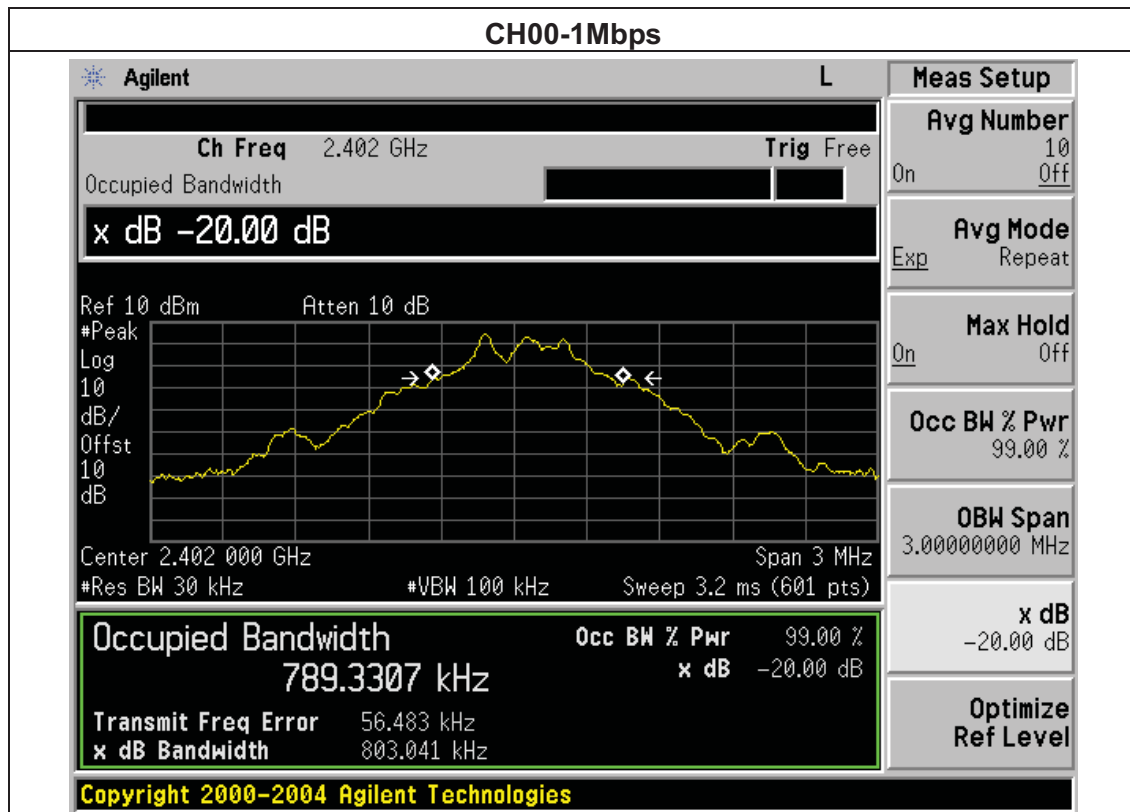 CH00-1Mbps
Agilent L
Ch Freq 2.402 GHz Trig Free
Occupied Bandwidth
x dB -20.00 dB
Ref 10 dBm Atten 10 dB
#Peak
Log
10
dB/
Offst
10
dB
Center 2.402 000 GHz Span 3 MHz
#Res BW 30 kHz #VBW 100 kHz Sweep 3.2 ms (601 pts)
Occupied Bandwidth
789.3307 kHz
Occ BW % Pwr 99.00 %
x dB -20.00 dB
Transmit Freq Error 56.483 kHz
x dB Bandwidth 803.041 kHz
Copyright 2000-2004 Agilent Technologies
Meas Setup
Avg Number
10
On Off
Avg Mode
Exp Repeat
Max Hold
On Off
Occ BW % Pwr
99.00 %
OBW Span
3.00000000 MHz
x dB
-20.00 dB
Optimize
Ref Level